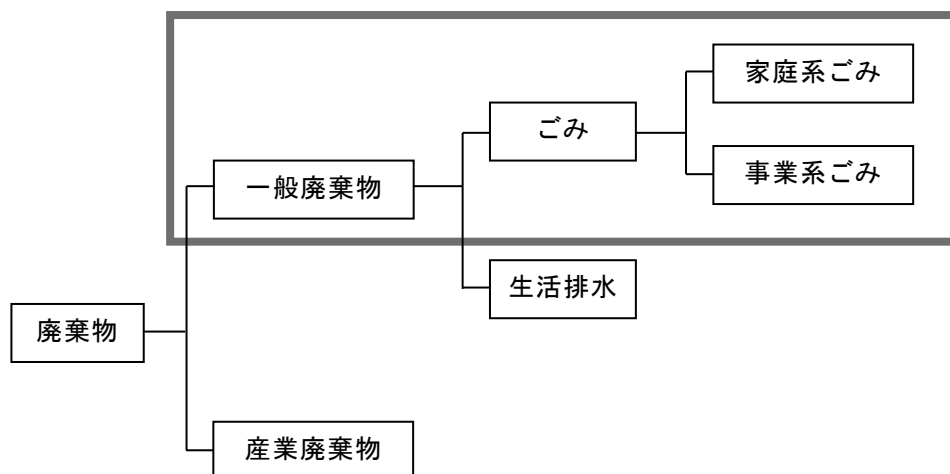 家庭系ごみ
ごみ
事業系ごみ
一般廃棄物
生活排水
廃棄物
産業廃棄物